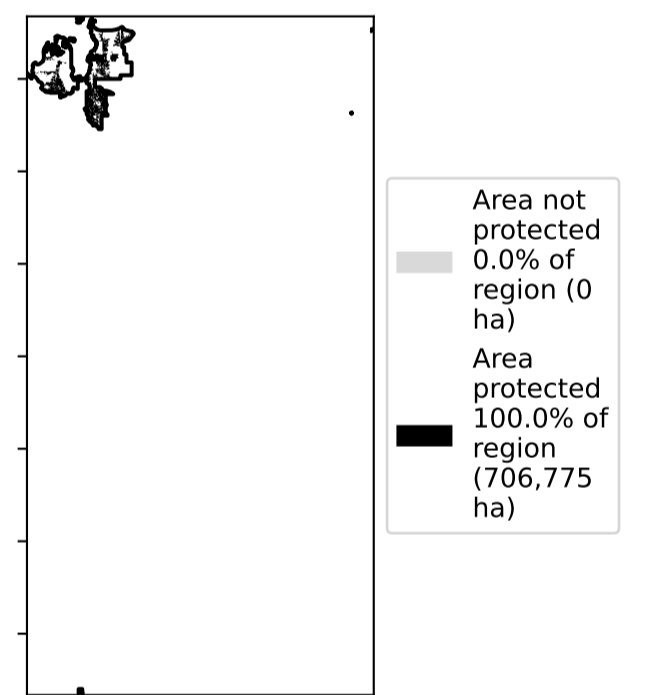 Area not
protected
0.0% of
region (0
ha)
Area
protected
100.0% of
region
(706,775
ha)